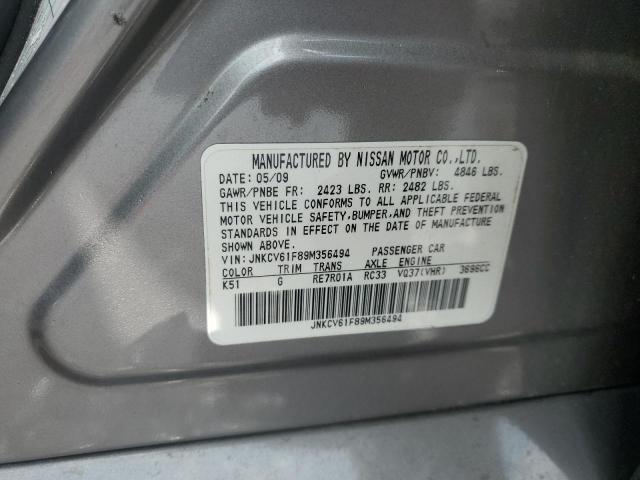 MANUFACTURED BY NISSAN MOTOR CO.,LTD.
DATE: 05/09 GVWR/PNBV: 4846 LBS.
GAWR/PNBE FR: 2423 LBS. RR: 2482 LBS.
THIS VEHICLE CONFORMS TO ALL APPLICABLE FEDERAL
MOTOR VEHICLE SAFETY,BUMPER,AND THEFT PREVENTION
STANDARDS IN EFFECT ON THE DATE OF MANUFACTURE
SHOWN ABOVE.
VIN: JNKCV61F89M356494 PASSENGER CAR
COLOR TRIM TRANS AXLE ENGINE
K51 G RE7R01A RC33 VQ37(VHR) 3696CC
JNKCV61F89M356494